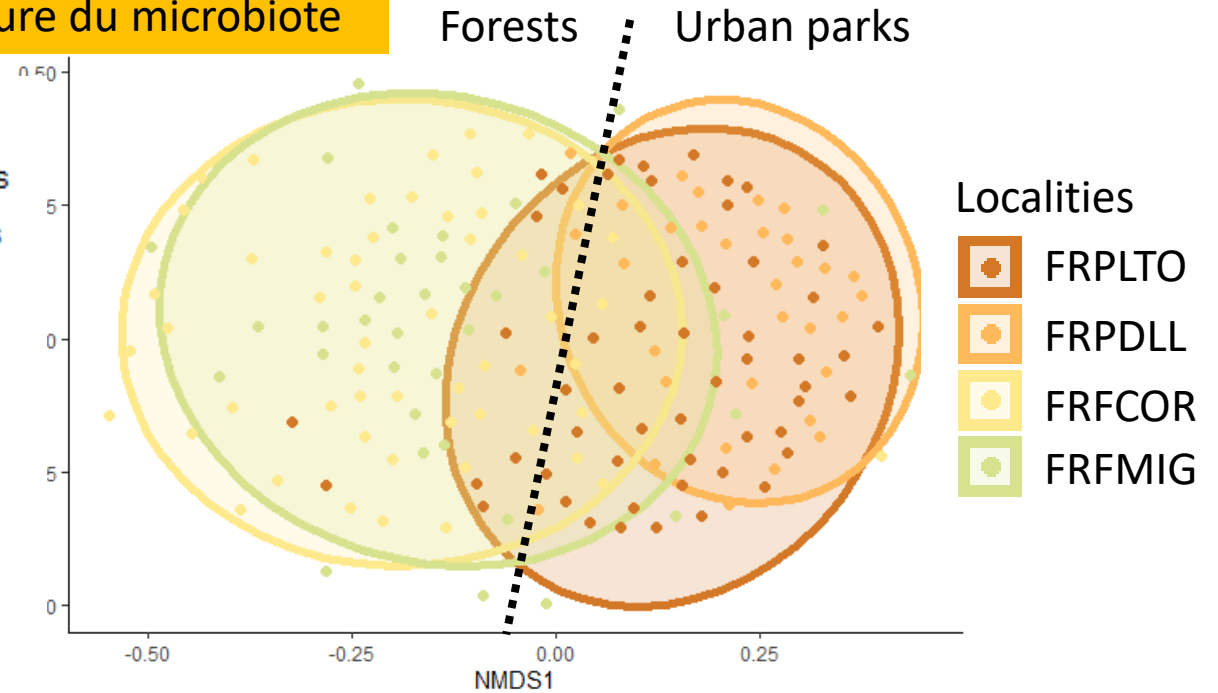 ure du microbiote
Forests
Urban parks
0.50
s
5
s
0
5
0
-0.50
-0.25
0.00
0.25
NMDS1
Localities
FRPLTO
FRPDLL
FRFCOR
FRFMIG